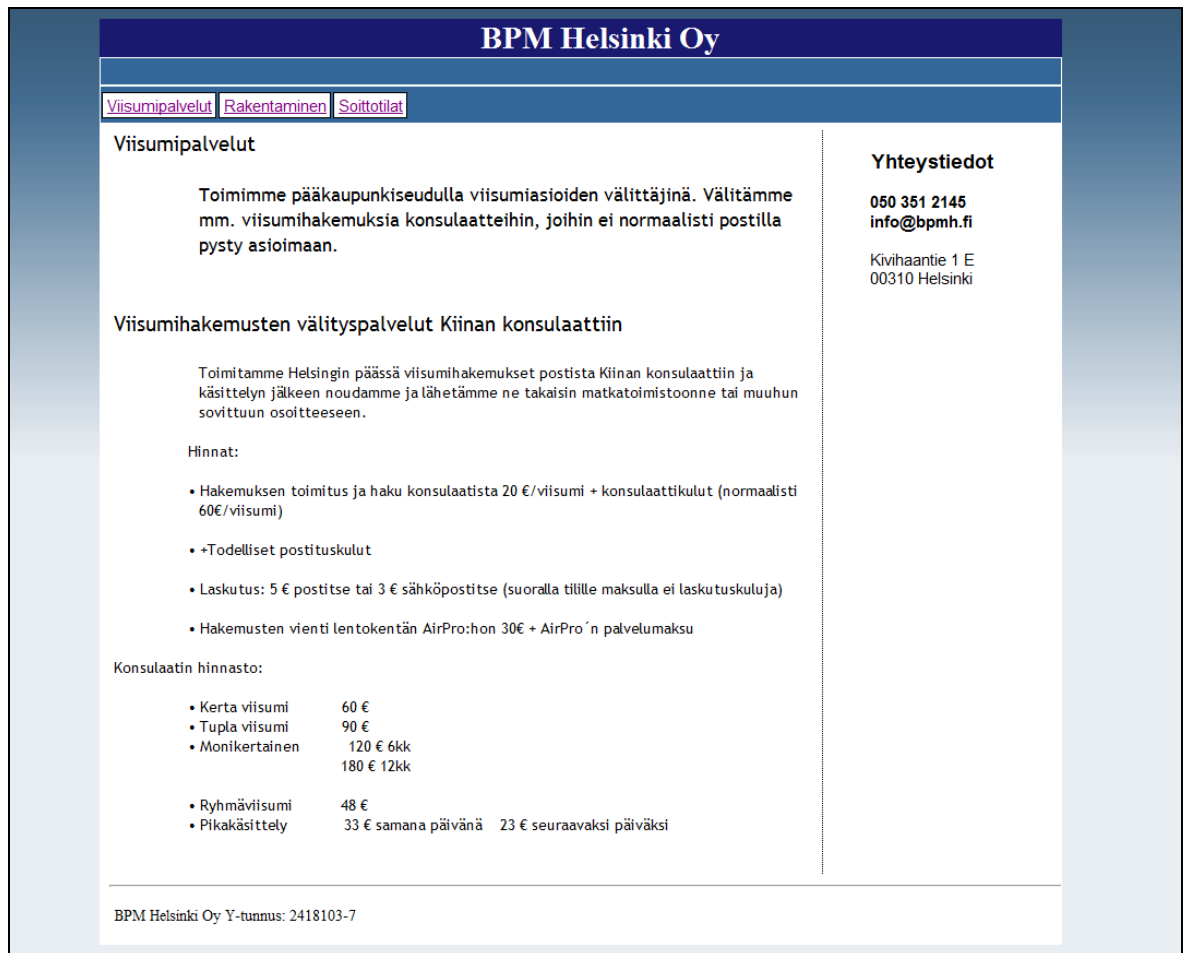 BPM Helsinki Oy
Viisumipalvelut Rakentaminen Soittotilat
Viisumipalvelut
Toimimme pääkaupunkiseudulla viisumiasioiden välittäjinä. Välitämme
mm. viisumihakemuksia konsulaatteihin, joihin ei normaalisti postilla
pysty asioimaan.
Viisumihakemusten välityspalvelut Kiinan konsulaattiin
Toimitamme Helsingin päässä viisumihakemukset postista Kiinan konsulaattiin ja
käsittelyn jälkeen noudamme ja lähetämme ne takaisin matkatoimistoonne tai muuhun
sovittuun osoitteeseen.
Hinnat:
• Hakemuksen toimitus ja haku konsulaatista 20 €/viisumi + konsulaattikulut (normaalisti
60€/viisumi)
• +Todelliset postituskulut
• Laskutus: 5 € postitse tai 3 € sähköpostitse (suoralla tilille maksulla ei laskutuskuluja)
• Hakemusten vienti lentokentän AirPro:hon 30€ + AirPro´n palvelumaksu
Konsulaatin hinnasto:
• Kerta viisumi 60 €
• Tupla viisumi 90 €
• Monikertainen 120 € 6kk
180 € 12kk
• Ryhmäviisumi 48 €
• Pikakäsittely 33 € samana päivänä 23 € seuraavaksi päiväksi
Yhteystiedot
050 351 2145
info@bpmh.fi
Kivihaantie 1 E
00310 Helsinki
BPM Helsinki Oy Y-tunnus: 2418103-7